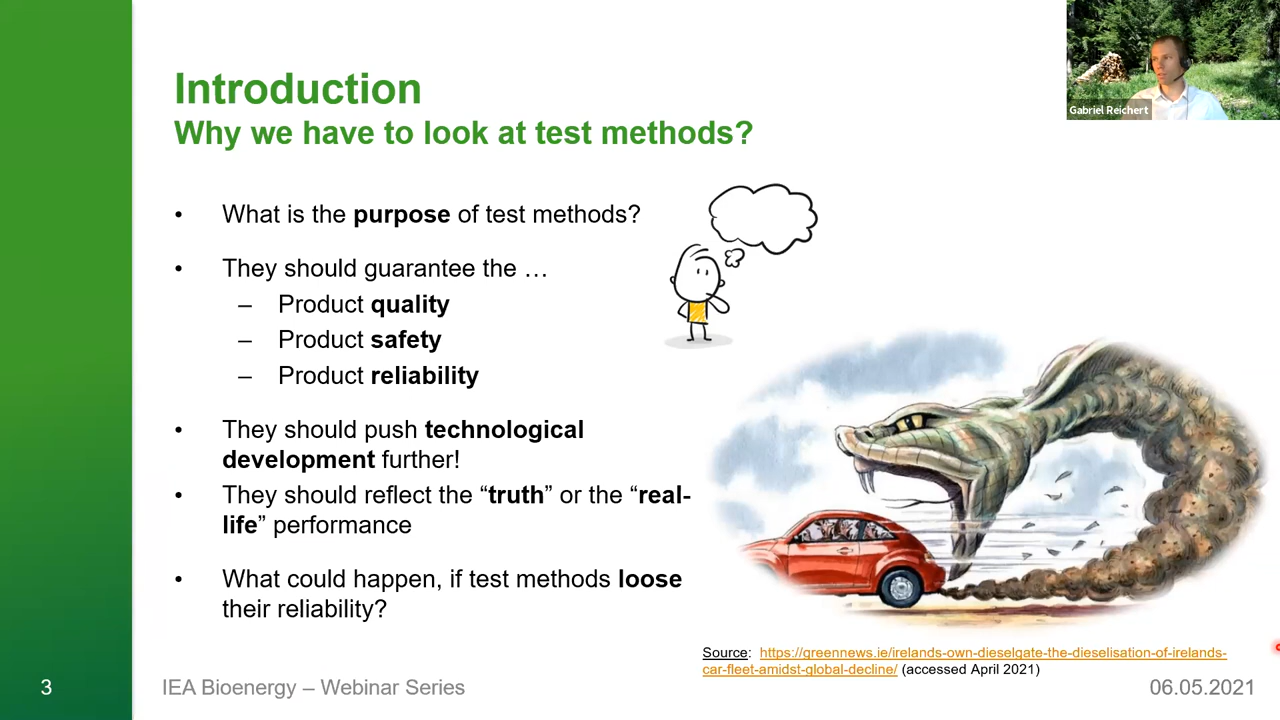 Gabriel Reichert
Introduction
Why we have to look at test methods?
• What is the purpose of test methods?
• They should guarantee the …
– Product quality
– Product safety
– Product reliability
• They should push technological
development further!
• They should reflect the “truth” or the “real-
life” performance
• What could happen, if test methods loose
their reliability?
Source: https://greennews.ie/irelands-own-dieselgate-the-dieselisation-of-irelands-
car-fleet-amidst-global-decline/ (accessed April 2021)
3 IEA Bioenergy – Webinar Series 06.05.2021